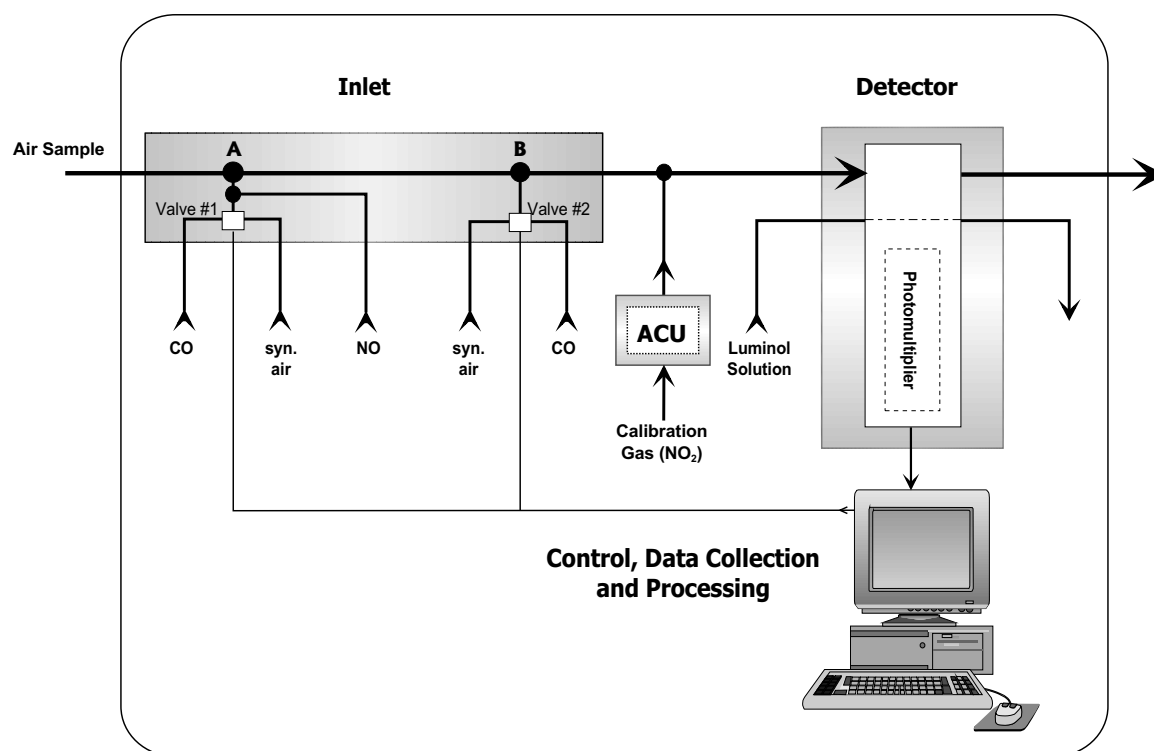 Inlet
Detector
Air Sample
A
B
Valve #1
Valve #2
CO
syn.
air
NO
syn.
air
CO
ACU
Luminol
Solution
Photomultiplier
Calibration
Gas (NO₂)
Control, Data Collection
and Processing